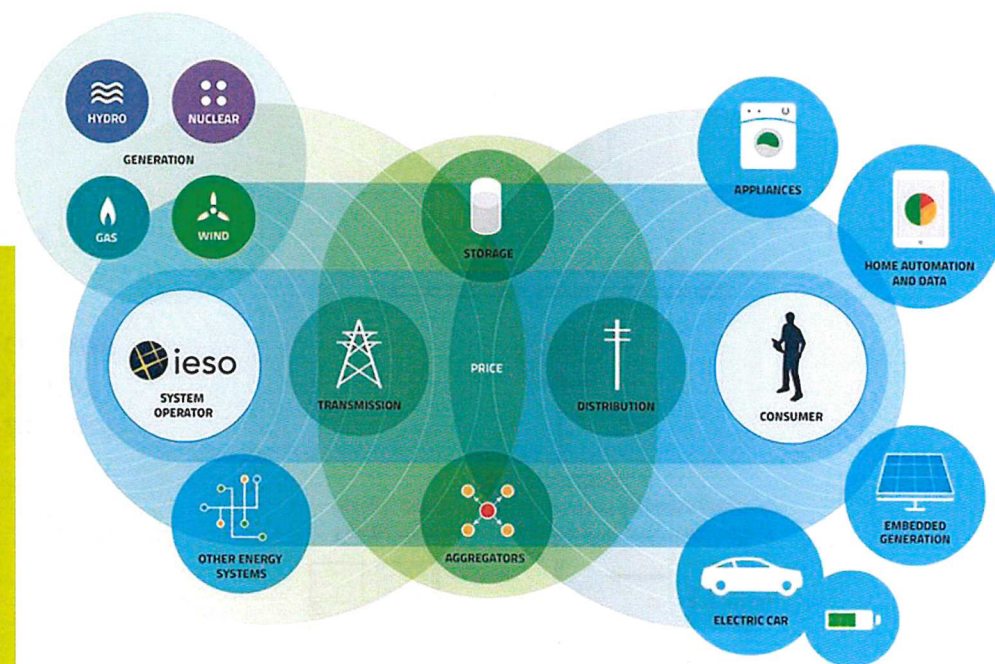 HYDRO
NUCLEAR
GENERATION
GAS
WIND
STORAGE
APPLIANCES
HOME AUTOMATION
AND DATA
ieso
SYSTEM
OPERATOR
TRANSMISSION
PRICE
DISTRIBUTION
CONSUMER
OTHER ENERGY
SYSTEMS
AGGREGATORS
EMBEDDED
GENERATION
ELECTRIC CAR